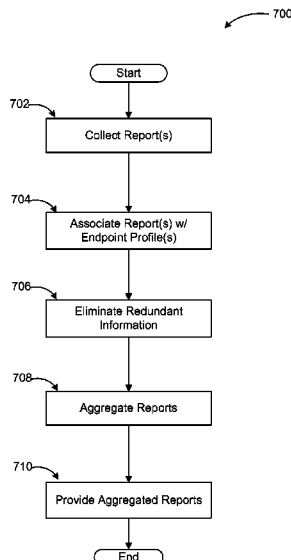 700
Start
702
Collect Report(s)
704
Associate Report(s) w/
Endpoint Profile(s)
706
Eliminate Redundant
Information
708
Aggregate Reports
710
Provide Aggregated Reports
End